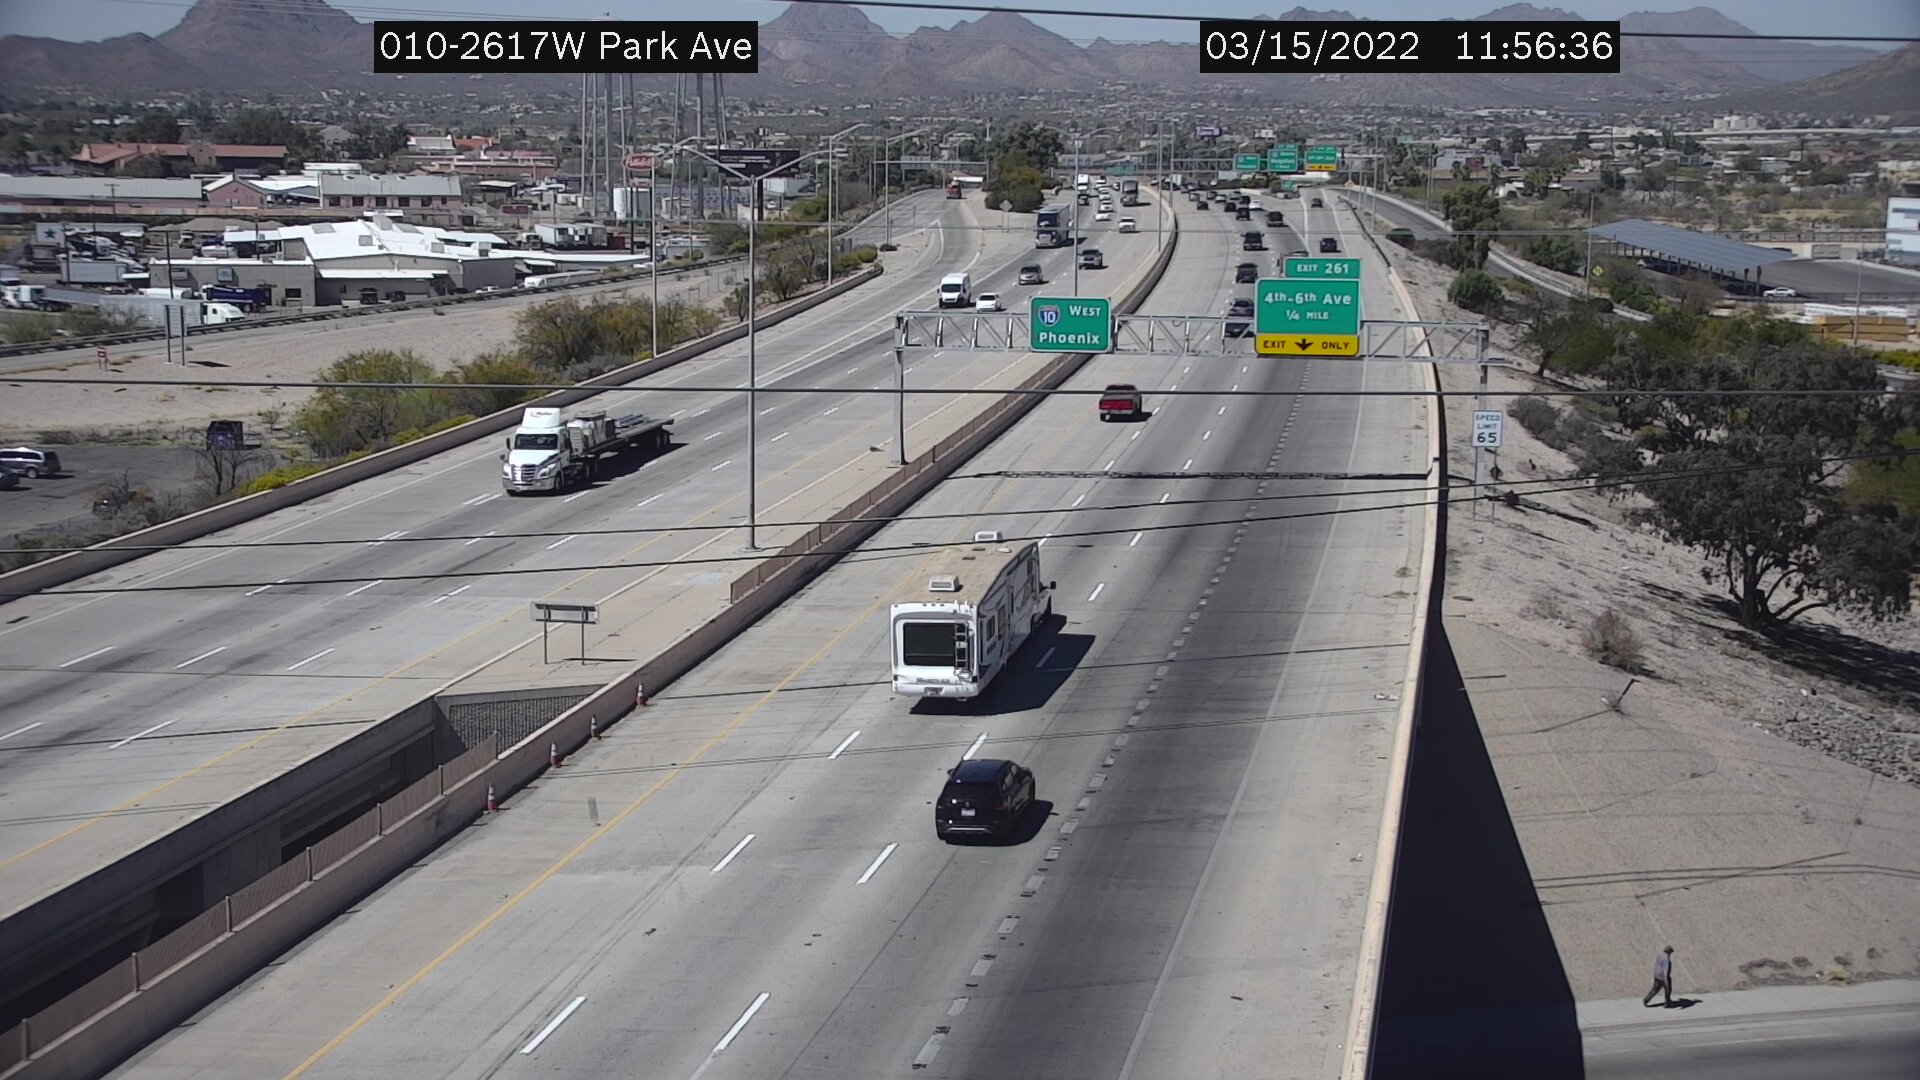 010-2617W Park Ave
03/15/2022 11:56:36
EXIT 261
4th-6th Ave
1/4 MILE
EXIT ONLY
10 WEST
Phoenix
SPEED
LIMIT
65